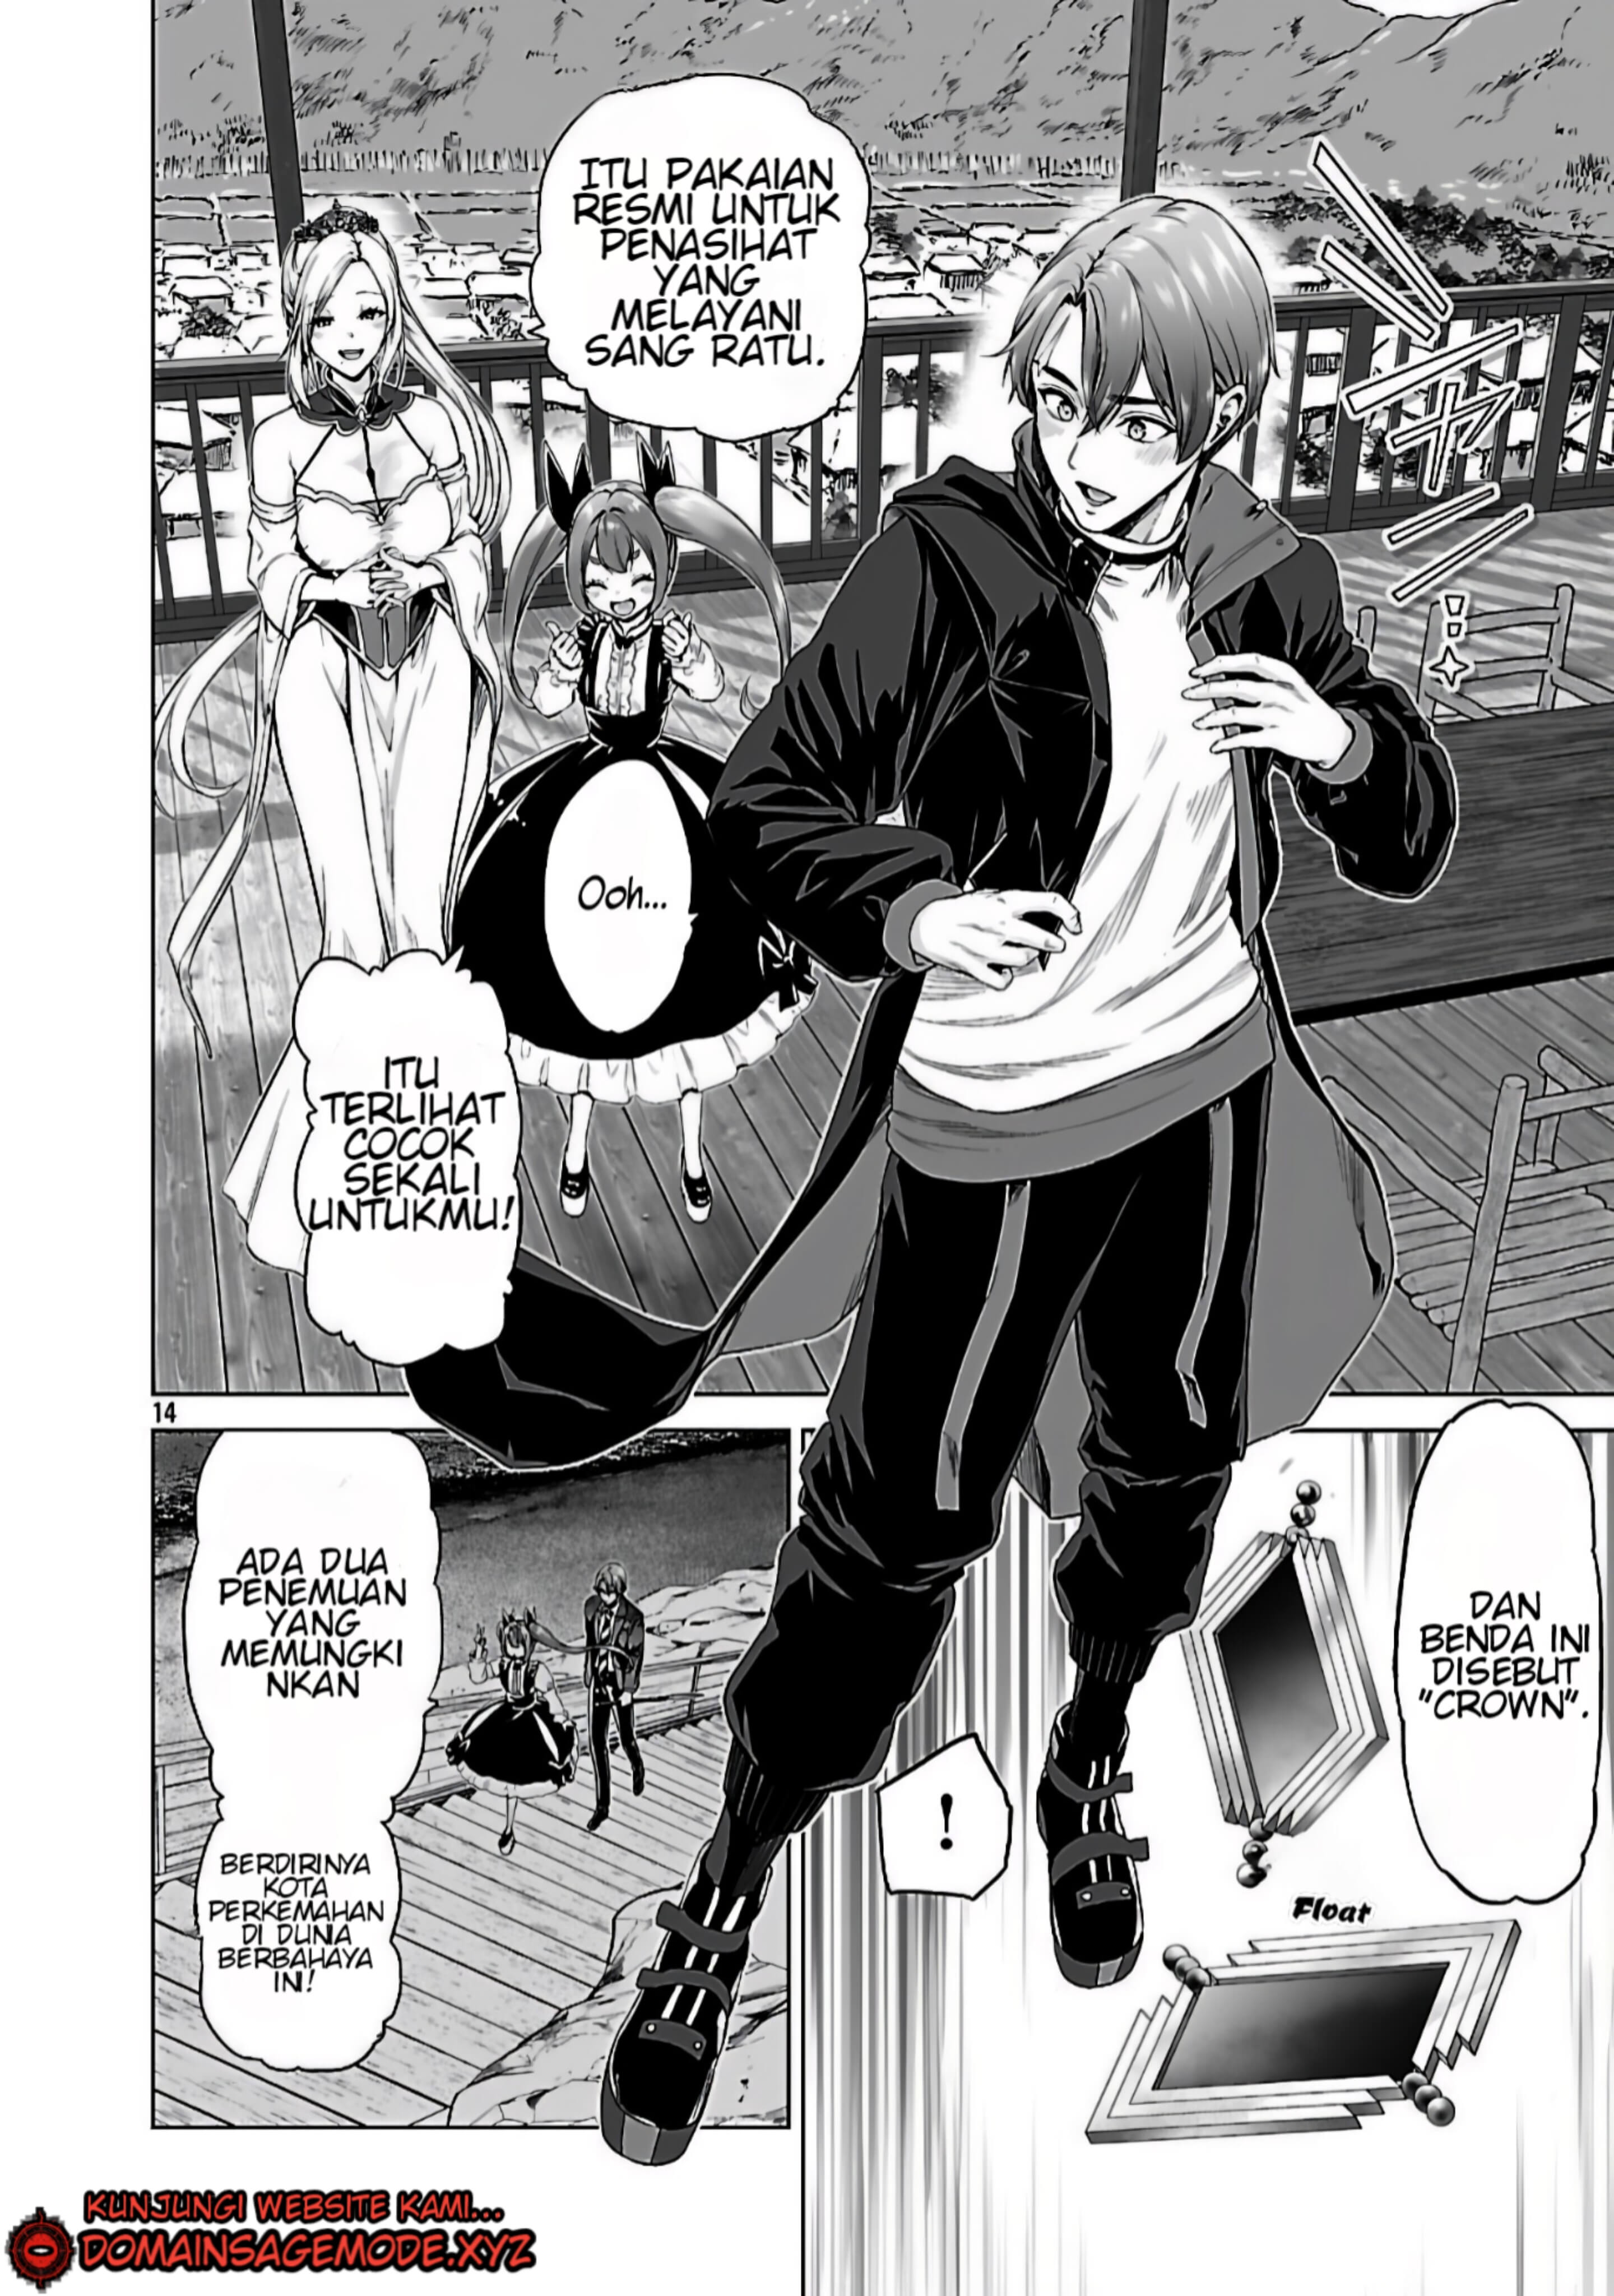 ITU PAKAIAN
RESMI UNTUK
PENASIHAT
YANG
MELAYANI
SANG RATU.
Ooh...
ITU
TERLIHAT
COCOK
SEKALI
UNTUKMU!
14
DAN
BENDA INI
DISEBUT
"CROWN".
!
Float
ADA DUA
PENEMUAN
YANG
MEMUNGKI
NKAN
BERDIRINYA
KOTA
PERKEMAHAN
DI DUNIA
BERBAHAYA
INI!
KUNJUNGI WEBSITE KAMI...
DOMAINSAGEMODE.XYZ